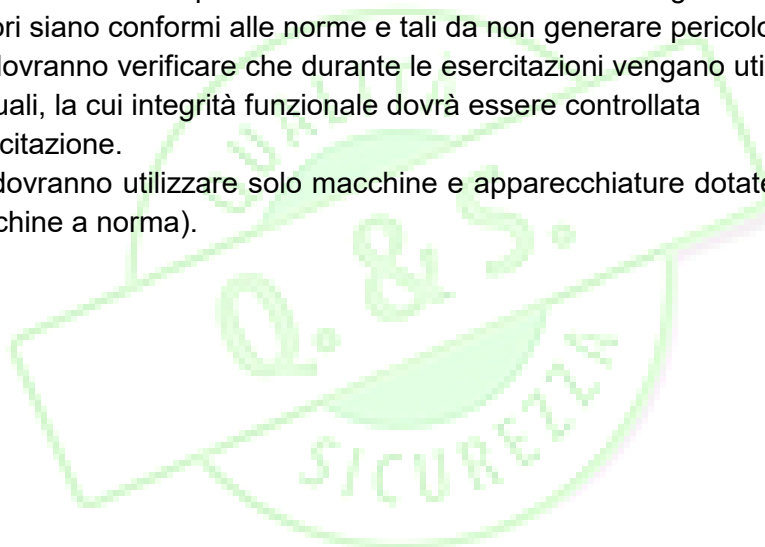 ori siano conformi alle norme e tali da non generare pericolo
dovranno verificare che durante le esercitazioni vengano uti
uali, la cui integrità funzionale dovrà essere controllata
citazione.
dovranno utilizzare solo macchine e apparecchiature dotate
chine a norma).
QUALITÀ
Q. & S.
SICUREZZA